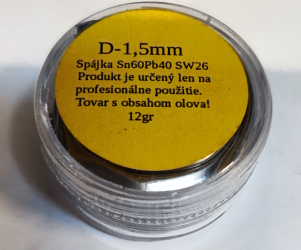 D-1,5mm
Spájka Sn60Pb40 SW26
Produkt je určený len na
profesionálne použitie.
Tovar s obsahom olova!
12gr